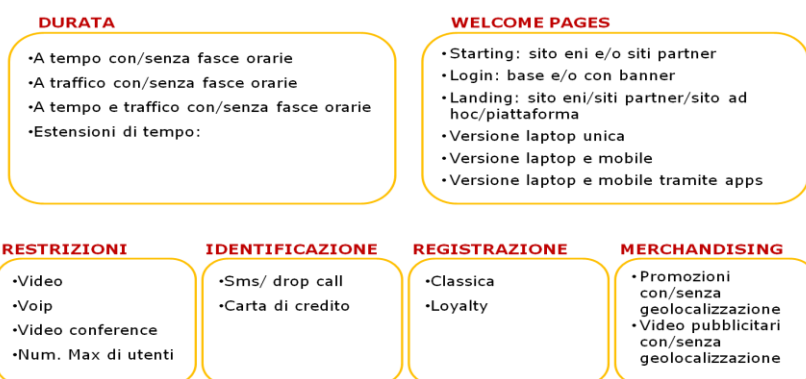 DURATA
•A tempo con/senza fasce orarie
•A traffico con/senza fasce orarie
•A tempo e traffico con/senza fasce orarie
•Estensioni di tempo:
WELCOME PAGES
•Starting: sito eni e/o siti partner
•Login: base e/o con banner
•Landing: sito eni/siti partner/sito ad
hoc/piattaforma
•Versione laptop unica
•Versione laptop e mobile
•Versione laptop e mobile tramite apps
RESTRIZIONI
•Video
•Voip
•Video conference
•Num. Max di utenti
IDENTIFICAZIONE
•Sms/ drop call
•Carta di credito
REGISTRAZIONE
•Classica
•Loyalty
MERCHANDISING
•Promozioni
con/senza
geolocalizzazione
•Video pubblicitari
con/senza
geolocalizzazione